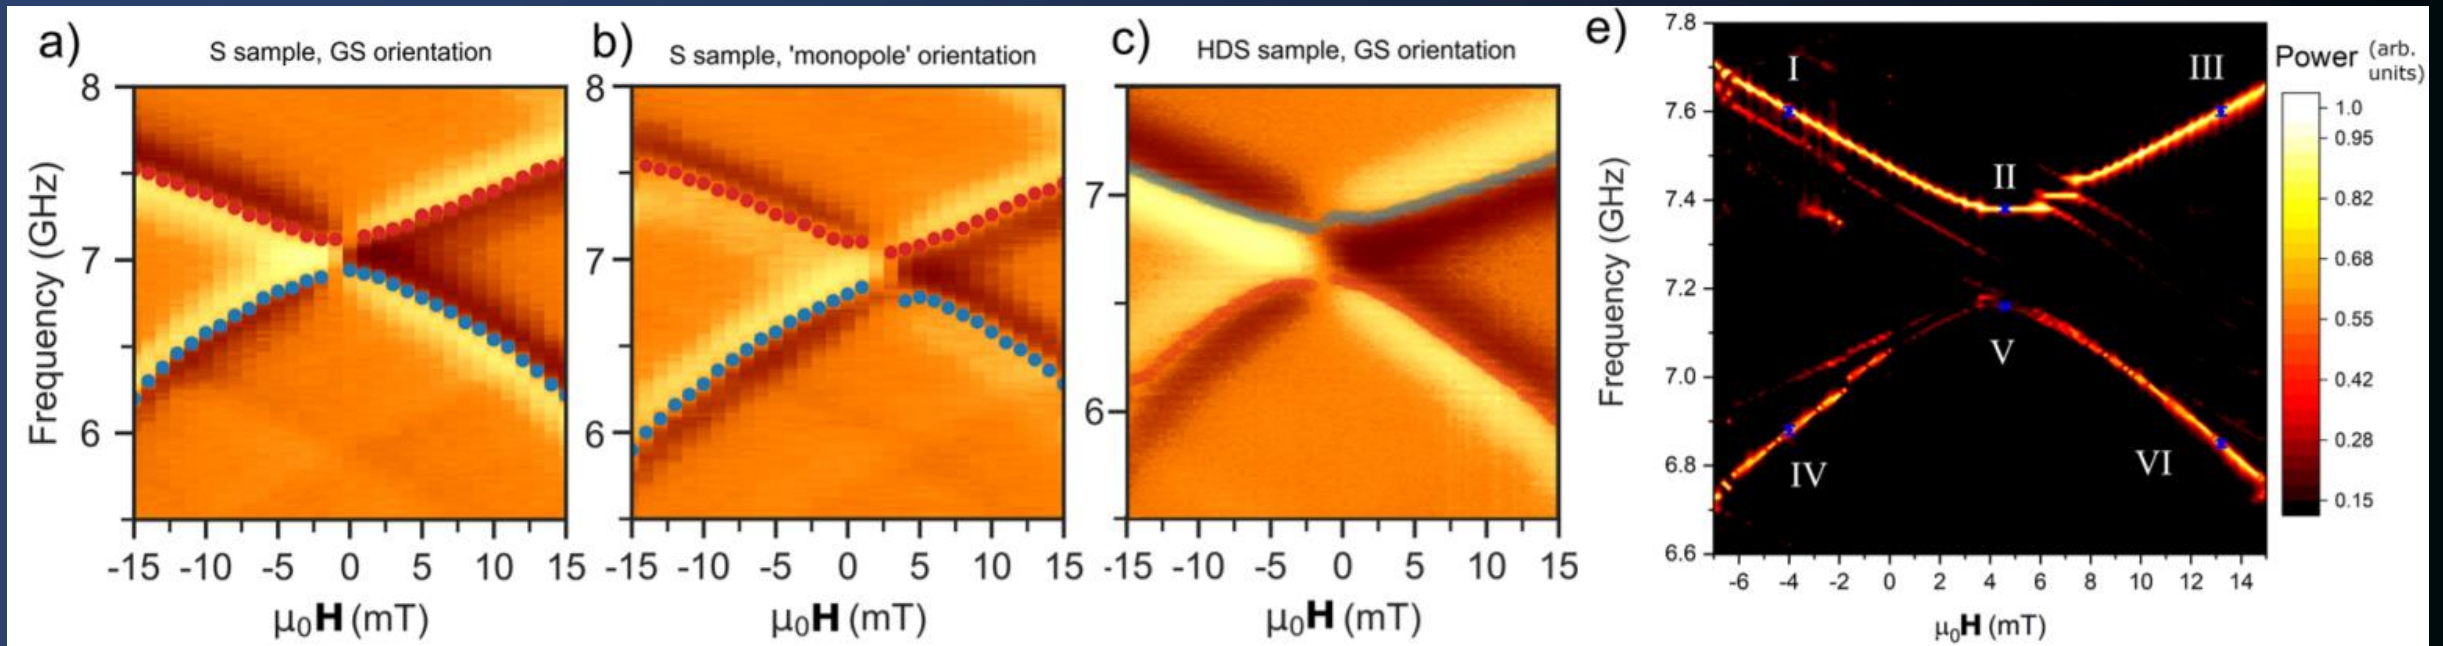 a)
S sample, GS orientation
8
7
6
Frequency (GHz)
-15 -10 -5 0 5 10 15
μ₀H (mT)
b)
S sample, 'monopole' orientation
8
7
6
-15 -10 -5 0 5 10 15
μ₀H (mT)
c)
HDS sample, GS orientation
7
6
-15 -10 -5 0 5 10 15
μ₀H (mT)
e)
7.8
7.6
7.4
7.2
7.0
6.8
6.6
Frequency (GHz)
I
II
III
IV
V
VI
-6 -4 -2 0 2 4 6 8 10 12 14
μ₀H (mT)
Power (arb. units)
1.0
0.95
0.82
0.68
0.55
0.42
0.28
0.15